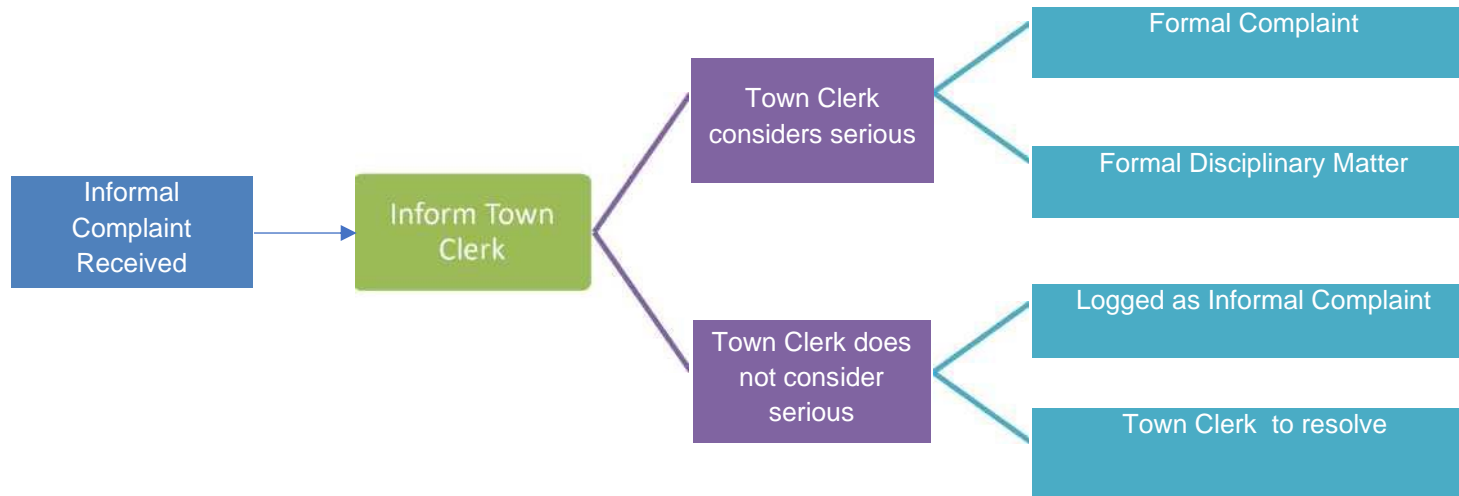 Informal
Complaint
Received
Inform Town
Clerk
Town Clerk
considers serious
Town Clerk does
not consider
serious
Formal Complaint
Formal Disciplinary Matter
Logged as Informal Complaint
Town Clerk  to resolve